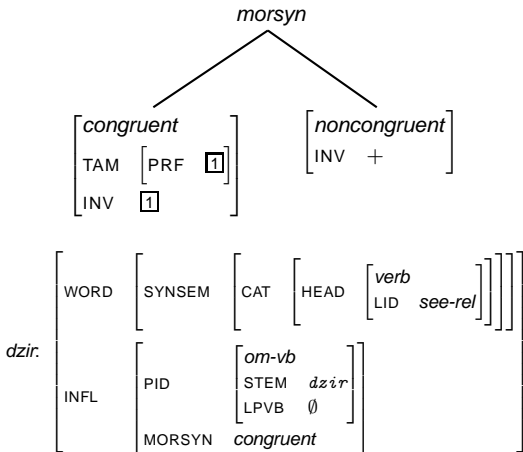 morsyn
congruent noncongruent
TAM [PRF 1] INV +
INV 1
verb
WORD SYNSEM CAT HEAD LID see-rel
dzir:
om-vb
PID STEM dzir
INFL LPVB ∅
MORSYN congruent